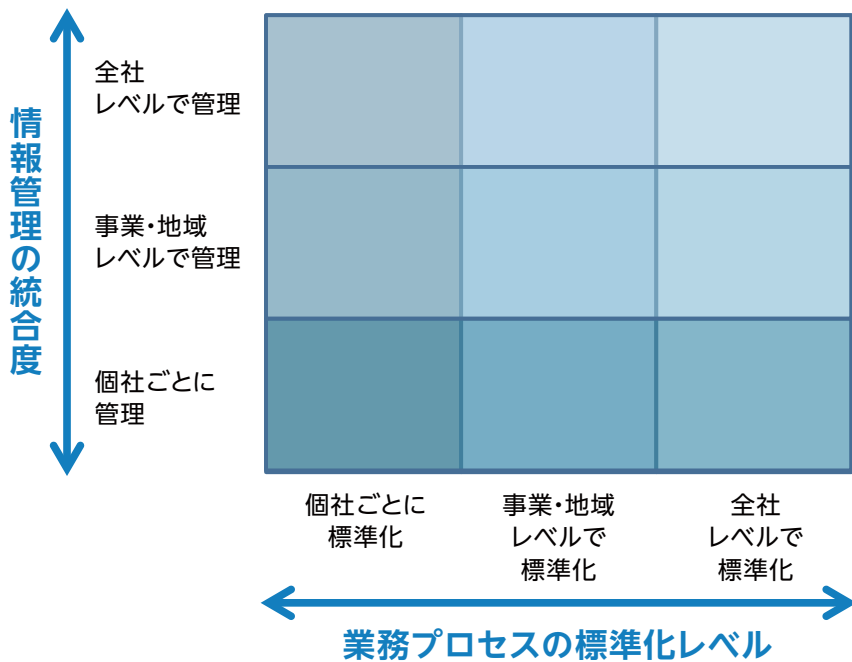 情報管理の統合度
全社
レベルで管理
事業・地域
レベルで管理
個社ごとに
管理
個社ごとに
標準化
事業・地域
レベルで
標準化
全社
レベルで
標準化
業務プロセスの標準化レベル